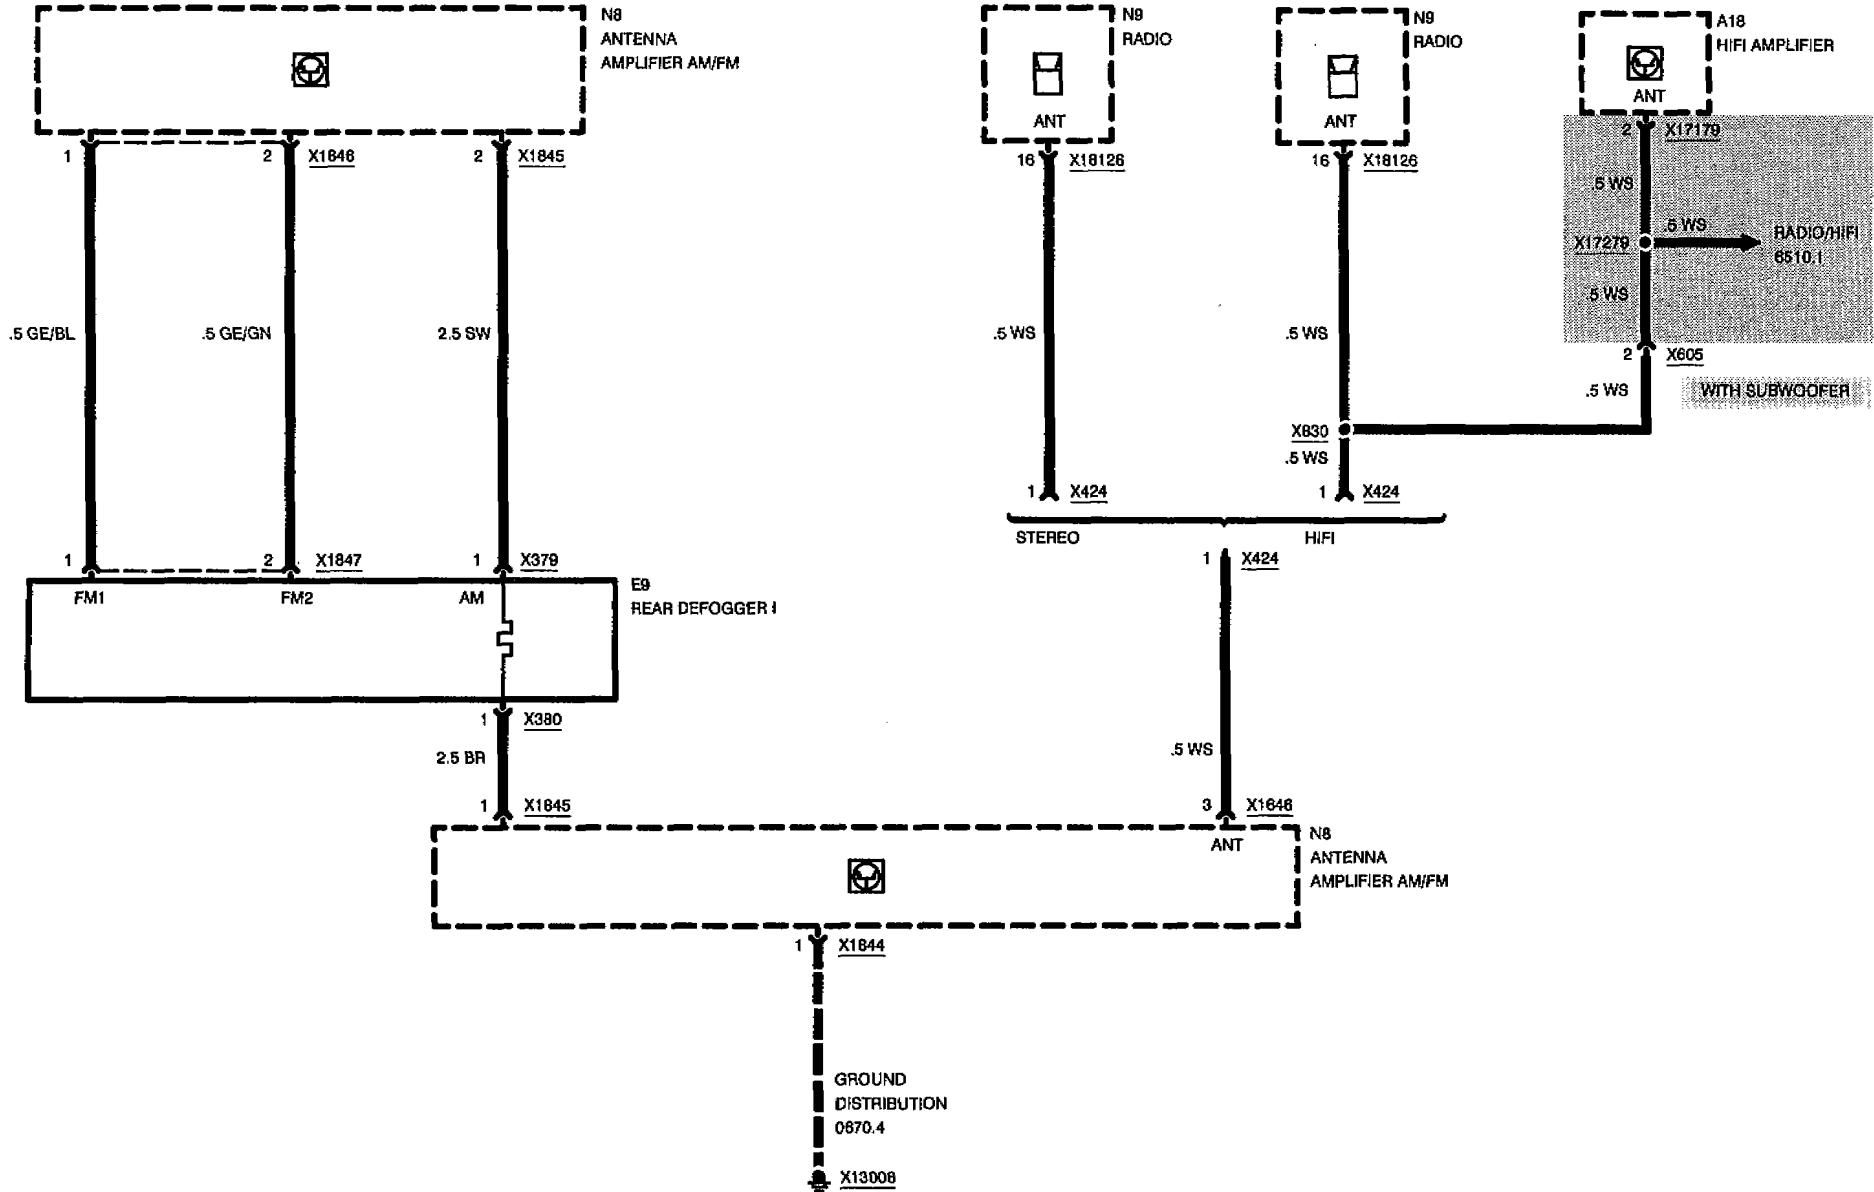 N8
ANTENNA
AMPLIFIER AM/FM
N9
RADIO
ANT
N9
RADIO
ANT
A18
HIFI AMPLIFIER
ANT
1
2
X1846
2
X1845
16
X18126
16
X18126
2
X17179
.5 WS
X17279
.5 WS
RADIO/HIFI
6510.1
.5 WS
.5 GE/BL
.5 GE/GN
2.5 SW
.5 WS
.5 WS
2
X605
.5 WS
WITH SUBWOOFER
X830
.5 WS
1
X424
1
X424
STEREO
HIFI
1
X424
1
2
X1847
1
X379
FM1
FM2
AM
E9
REAR DEFOGGER I
1
X380
2.5 BR
.5 WS
1
X1845
3
X1846
ANT
N8
ANTENNA
AMPLIFIER AM/FM
1
X1844
GROUND
DISTRIBUTION
0670.4
X13008